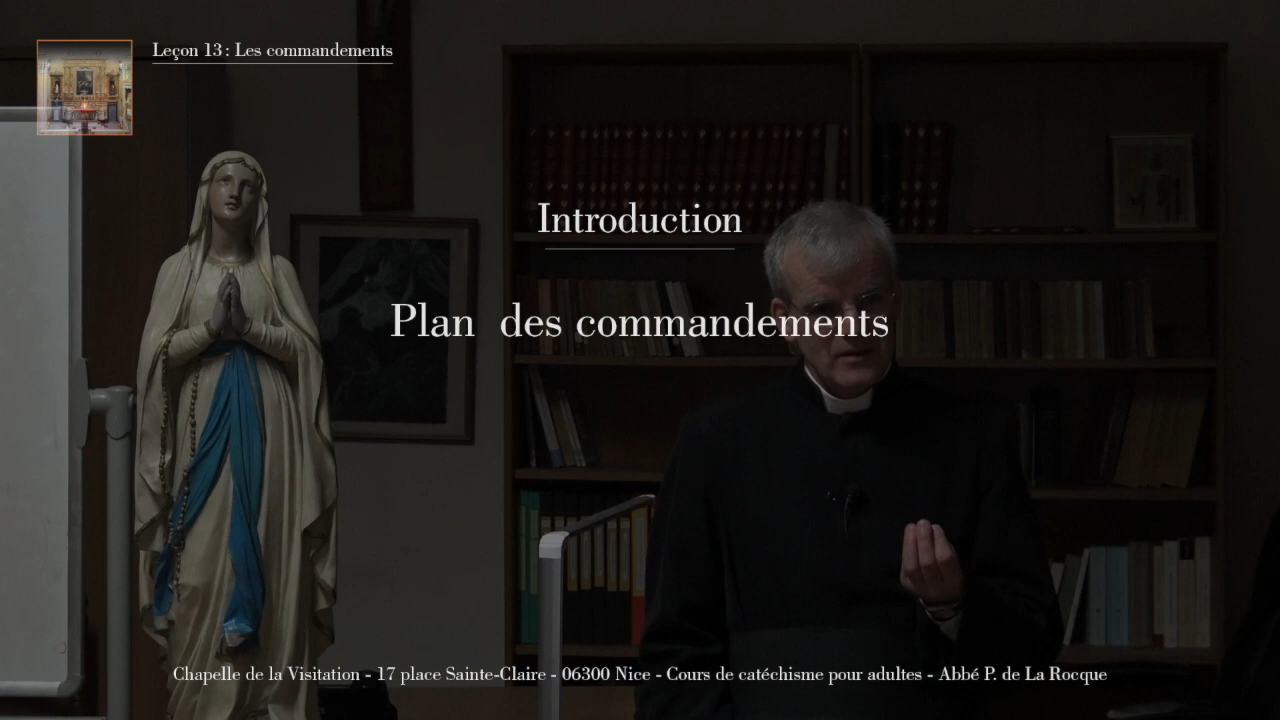 Leçon 13 : Les commandements
Introduction
Plan des commandements
Chapelle de la Visitation - 17 place Sainte-Claire - 06300 Nice - Cours de catéchisme pour adultes - Abbé P. de La Rocque